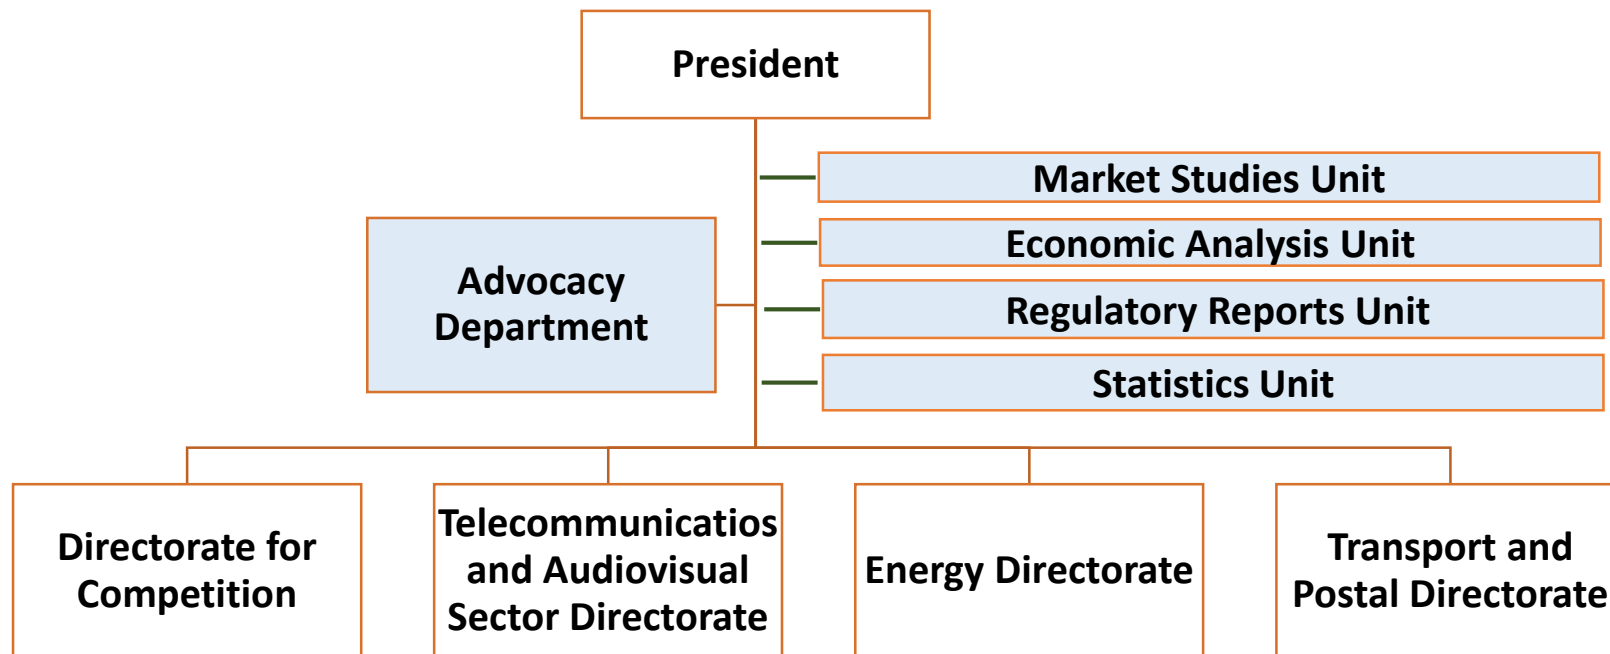 President
Market Studies Unit
Economic Analysis Unit
Advocacy
Department
Regulatory Reports Unit
Statistics Unit
Directorate for
Competition
Telecommunicatios
and Audiovisual
Sector Directorate
Energy Directorate
Transport and
Postal Directorate